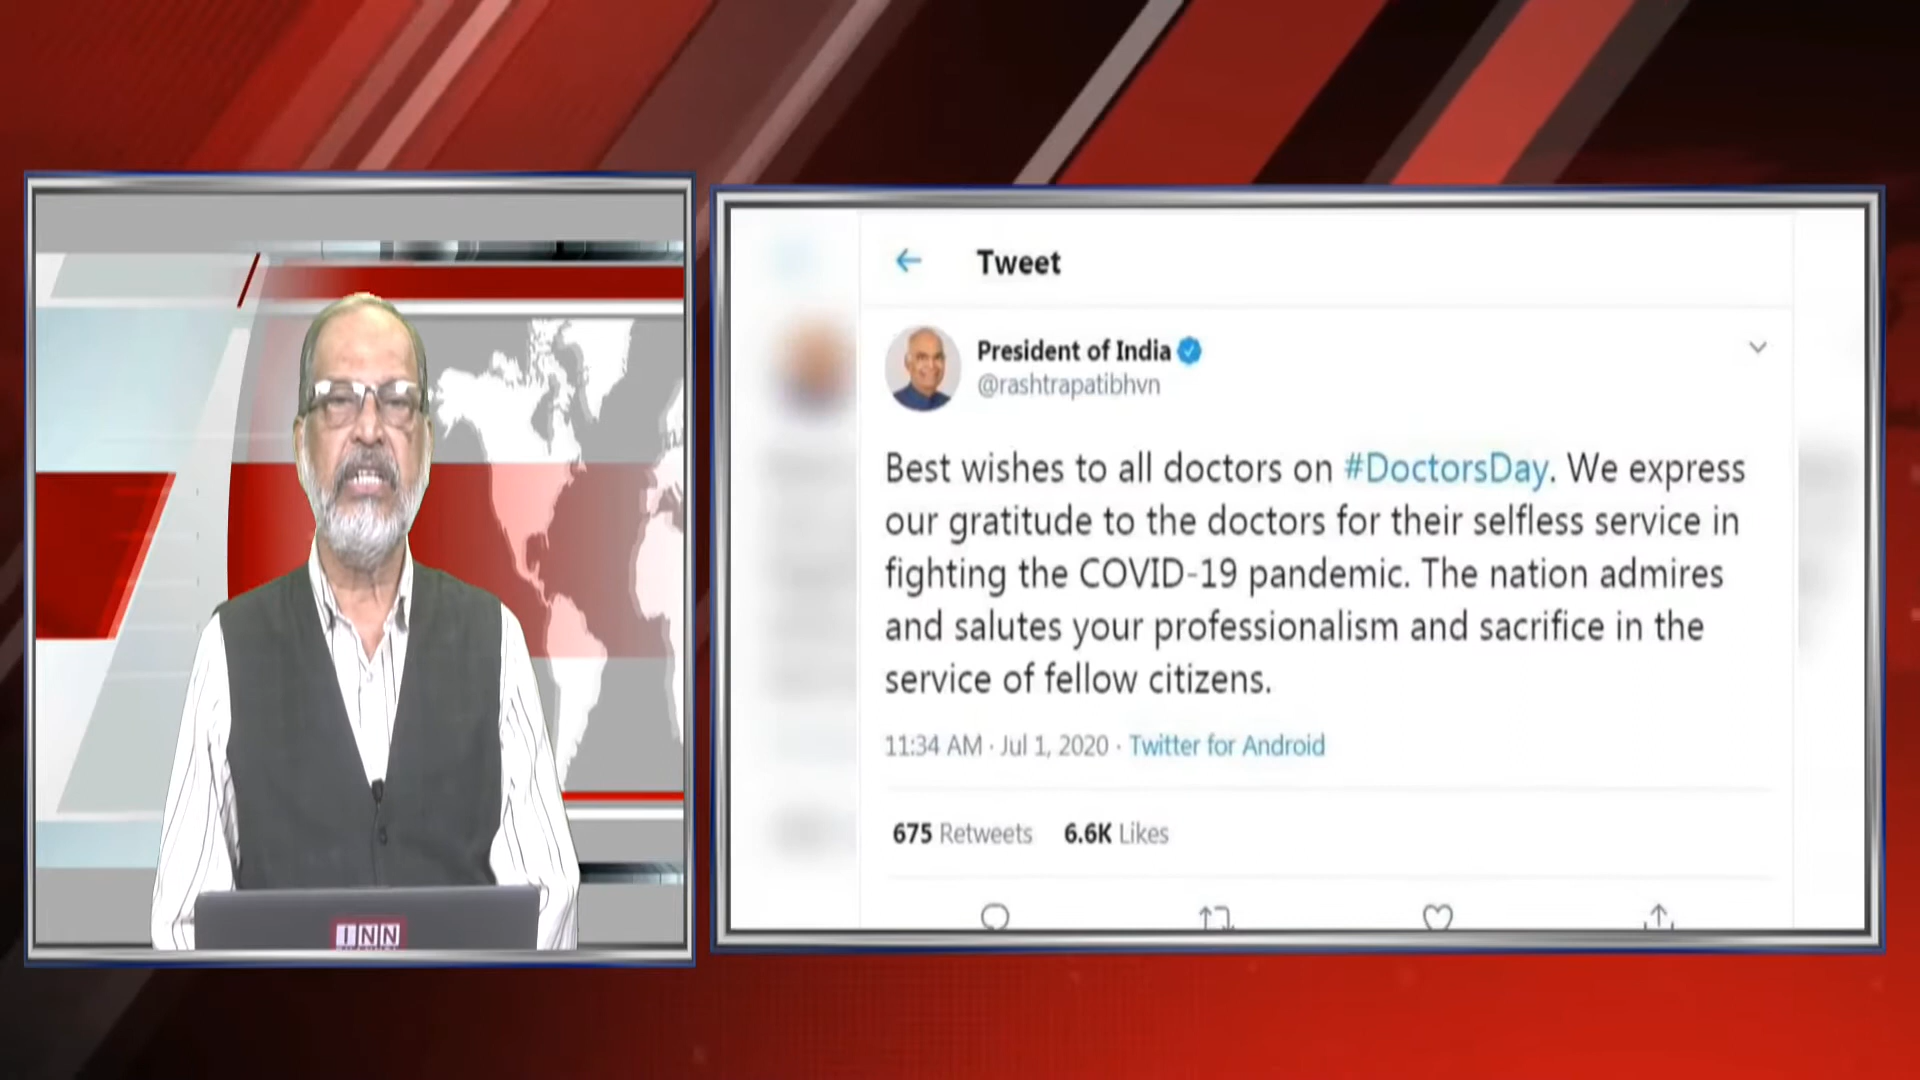 Tweet
President of India
@rashtrapatibhvn
Best wishes to all doctors on #DoctorsDay. We express
our gratitude to the doctors for their selfless service in
fighting the COVID-19 pandemic. The nation admires
and salutes your professionalism and sacrifice in the
service of fellow citizens.
11:34 AM · Jul 1, 2020 · Twitter for Android
675 Retweets 6.6K Likes
INN